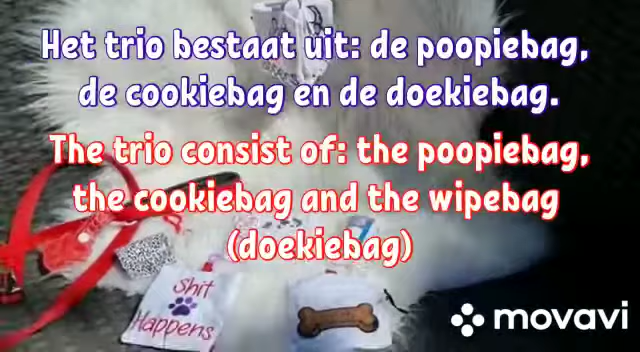 Het trio bestaat uit: de poopiebag,
de cookiebag en de doekiebag.
The trio consist of: the poopiebag,
the cookiebag and the wipebag
(doekiebag)
Shit
Happens
movavi